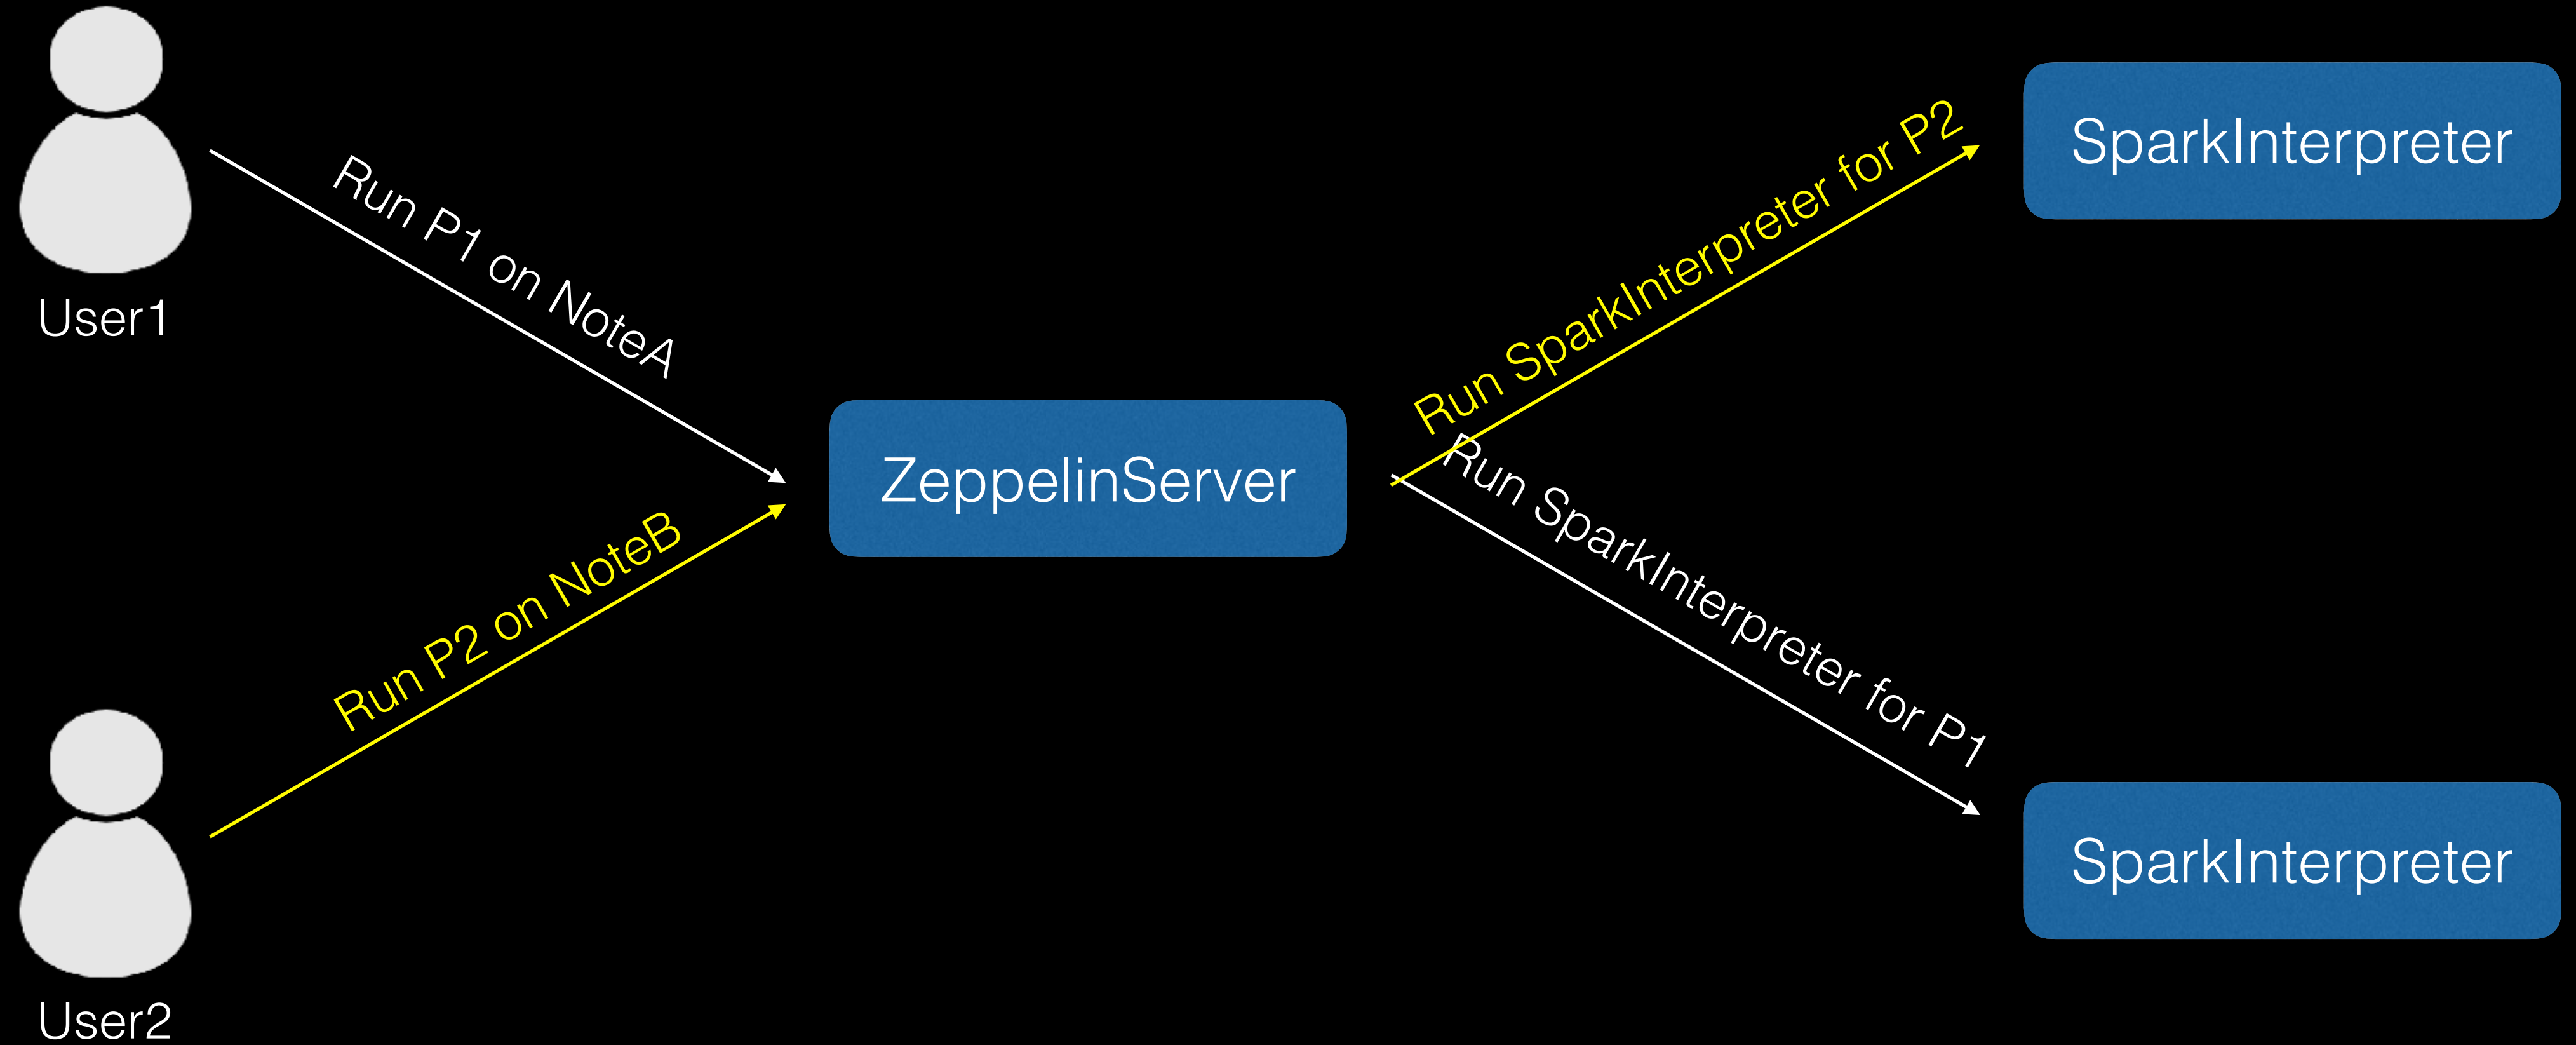 User1
Run P1 on NoteA
Run P2 on NoteB
User2
ZeppelinServer
Run SparkInterpreter for P2
Run SparkInterpreter for P1
SparkInterpreter
SparkInterpreter